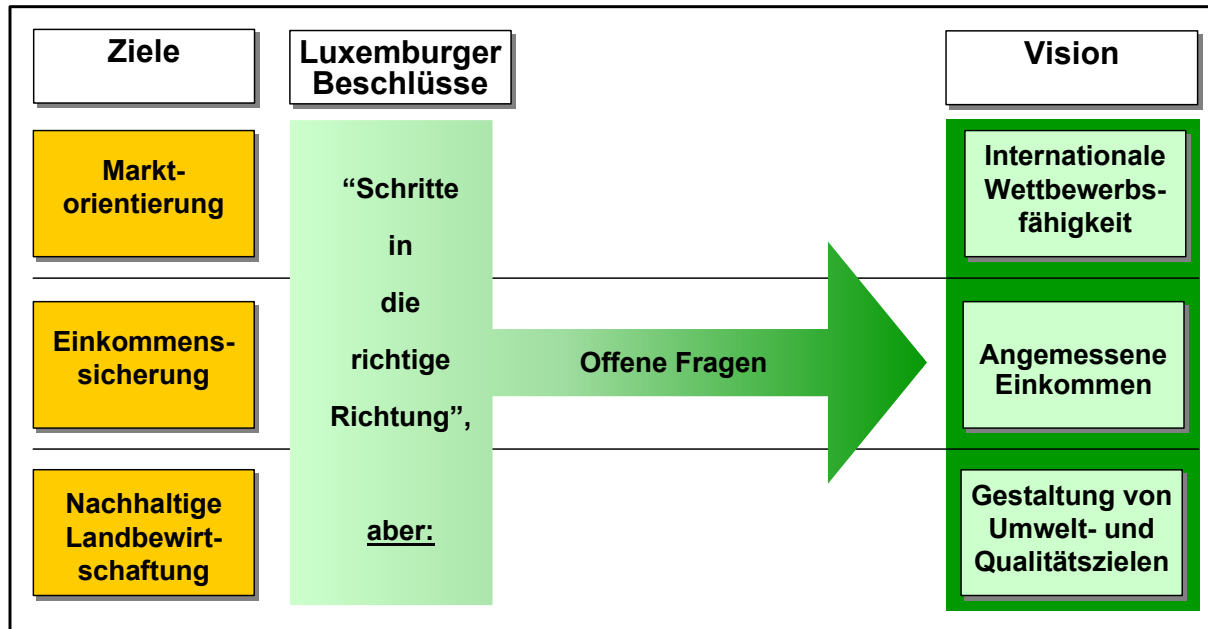 Ziele
Luxemburger
Beschlüsse
Vision
Markt-
orientierung
Einkommens-
sicherung
Nachhaltige
Landbewirt-
schaftung
“Schritte
in
die
richtige
Richtung”,
aber:
Offene Fragen
Internationale
Wettbewerbs-
fähigkeit
Angemessene
Einkommen
Gestaltung von
Umwelt- und
Qualitätszielen